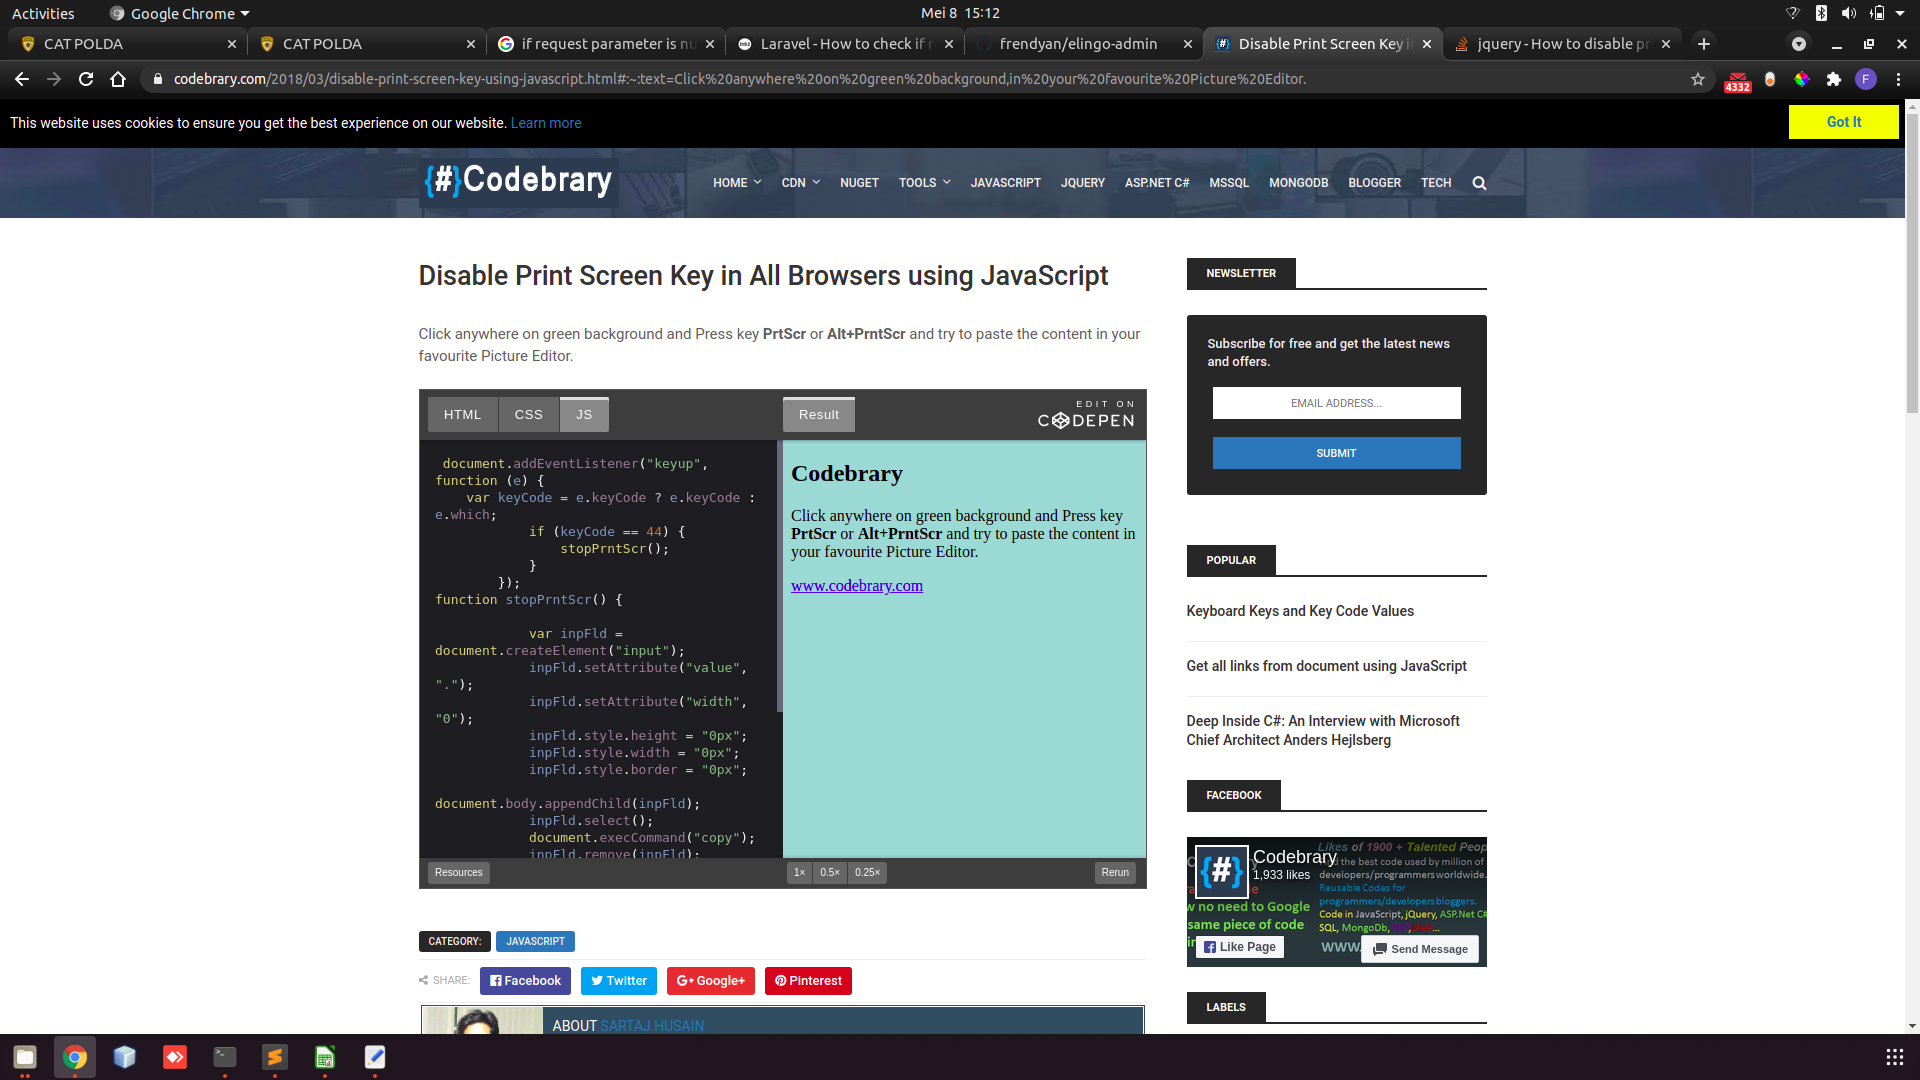 Activities
Google Chrome
Mei 8 15:12
CAT POLDA
CAT POLDA
if request parameter is nu
Laravel - How to check if r
frendyan/elingo-admin
Disable Print Screen Key i
jquery - How to disable pr
codebrary.com/2018/03/disable-print-screen-key-using-javascript.html#:~:text=Click%20anywhere%20on%20green%20background,in%20your%20favourite%20Picture%20Editor.
4332
F
This website uses cookies to ensure you get the best experience on our website. Learn more
Got It
{#}Codebrary
HOME CDN NUGET TOOLS JAVASCRIPT JQUERY ASP.NET C# MSSQL MONGODB BLOGGER TECH
Disable Print Screen Key in All Browsers using JavaScript
Click anywhere on green background and Press key PrtScr or Alt+PrntScr and try to paste the content in your
favourite Picture Editor.
HTML CSS JS
Result
EDIT ON
CODEPEN
document.addEventListener("keyup",
function (e) {
var keyCode = e.keyCode ? e.keyCode :
e.which;
if (keyCode == 44) {
stopPrntScr();
}
});
function stopPrntScr() {
var inpFld =
document.createElement("input");
inpFld.setAttribute("value",
".");
inpFld.setAttribute("width",
"0");
inpFld.style.height = "0px";
inpFld.style.width = "0px";
inpFld.style.border = "0px";
document.body.appendChild(inpFld);
inpFld.select();
document.execCommand("copy");
inpFld.remove(inpFld);
Codebrary
Click anywhere on green background and Press key
PrtScr or Alt+PrntScr and try to paste the content in
your favourite Picture Editor.
www.codebrary.com
Resources
1× 0.5× 0.25×
Rerun
CATEGORY: JAVASCRIPT
SHARE: Facebook Twitter Google+ Pinterest
ABOUT SARTAJ HUSAIN
NEWSLETTER
Subscribe for free and get the latest news
and offers.
EMAIL ADDRESS...
SUBMIT
POPULAR
Keyboard Keys and Key Code Values
Get all links from document using JavaScript
Deep Inside C#: An Interview with Microsoft
Chief Architect Anders Hejlsberg
FACEBOOK
{#}
Codebrary
1,933 likes
Likes of 1900 + Talented Peop
the best code used by million of
developers/programmers worldwide.
Reusable Codes for
programmers/developers bloggers.
w no need to Google
same piece of code
Code in JavaScript, jQuery, ASP.Net C#
SQL, MongoDb,
WWW.
Like Page
Send Message
LABELS